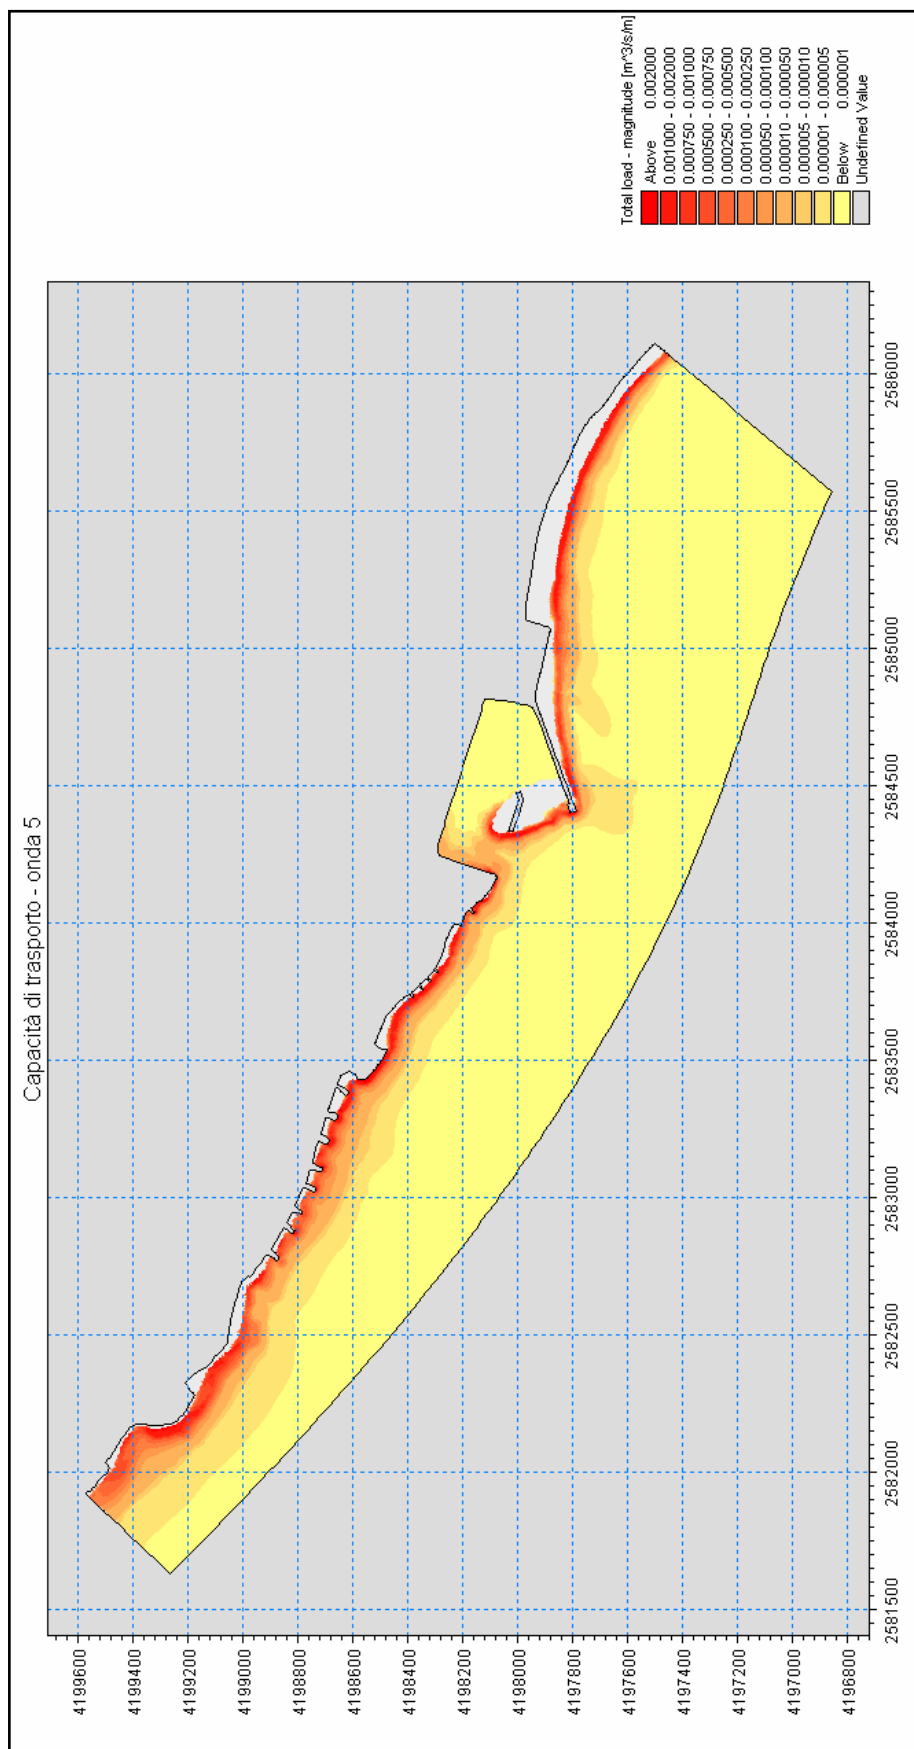 Capacità di trasporto - onda 5
4199600
4199400
4199200
4199000
4198800
4198600
4198400
4198200
4198000
4197800
4197600
4197400
4197200
4197000
4196800
2581500
2582000
2582500
2583000
2583500
2584000
2584500
2585000
2585500
2586000
Total load - magnitude [m^3/s/m]
Above 0.002000
0.001000 - 0.002000
0.000750 - 0.001000
0.000500 - 0.000750
0.000250 - 0.000500
0.000100 - 0.000250
0.000050 - 0.000100
0.000010 - 0.000050
0.000005 - 0.000010
0.000001 - 0.000005
Below 0.000001
Undefined Value